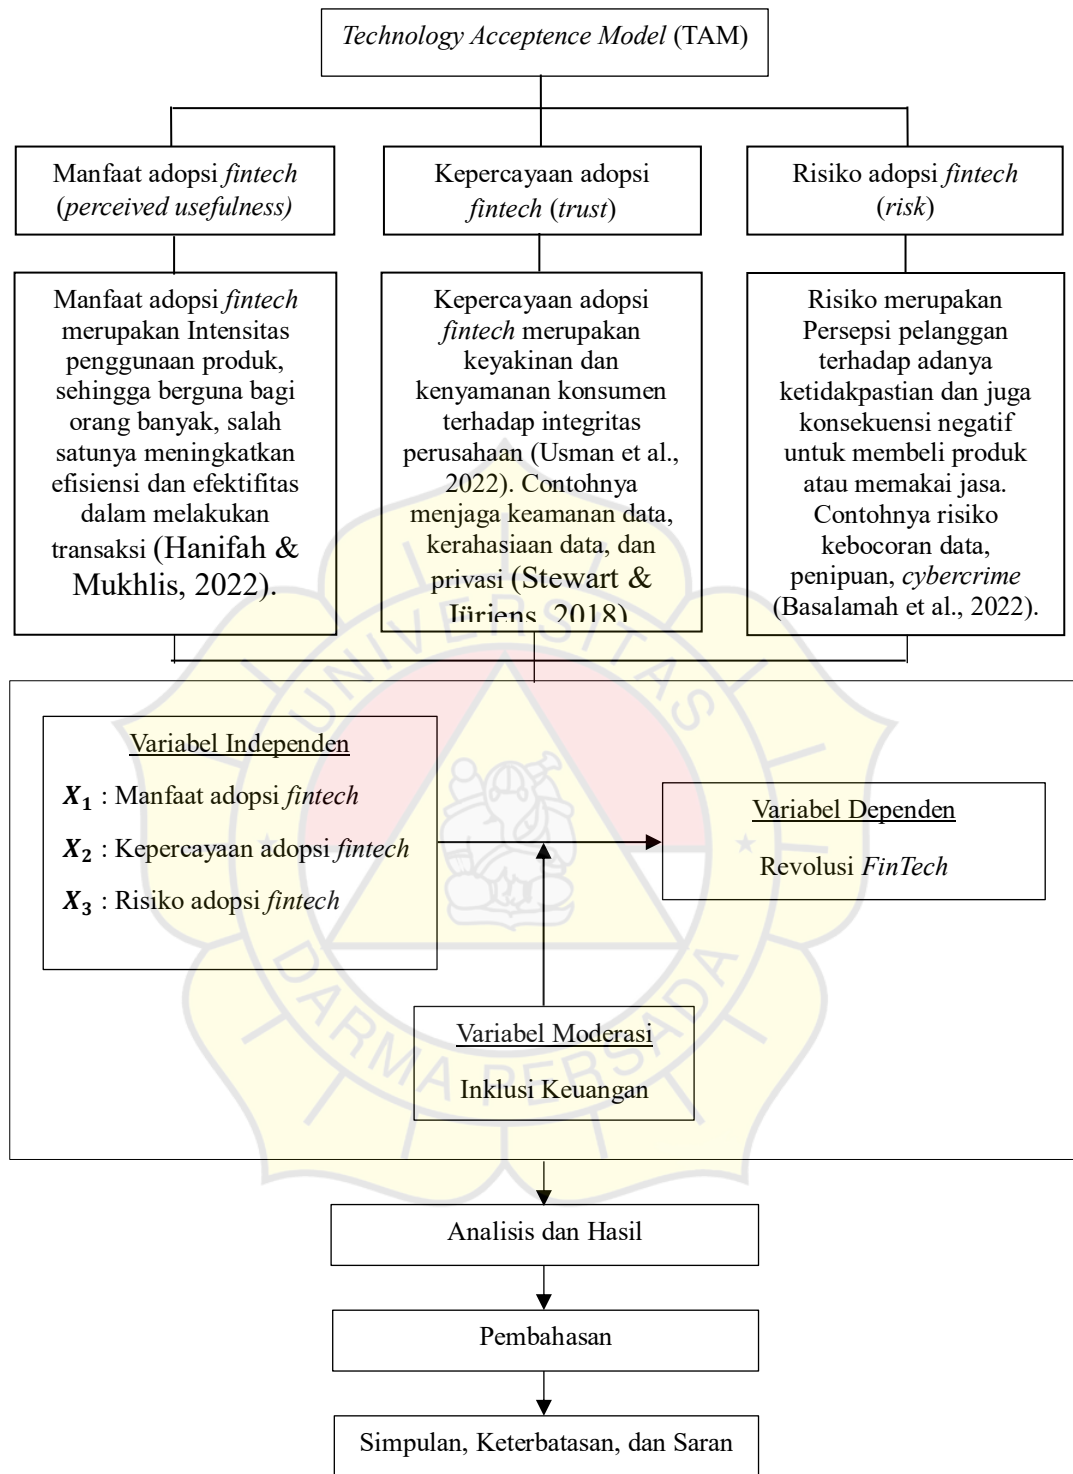 Technology Acceptence Model (TAM)
Manfaat adopsi fintech
(perceived usefulness)
Kepercayaan adopsi
fintech (trust)
Risiko adopsi fintech
(risk)
Manfaat adopsi fintech
merupakan Intensitas
penggunaan produk,
sehingga berguna bagi
orang banyak, salah
satunya meningkatkan
efisiensi dan efektifitas
dalam melakukan
transaksi (Hanifah &
Mukhlis, 2022).
Kepercayaan adopsi
fintech merupakan
keyakinan dan
kenyamanan konsumen
terhadap integritas
perusahaan (Usman et al.,
2022). Contohnya
menjaga keamanan data,
kerahasiaan data, dan
privasi (Stewart &
Jürjens, 2018)
Risiko merupakan
Persepsi pelanggan
terhadap adanya
ketidakpastian dan juga
konsekuensi negatif
untuk membeli produk
atau memakai jasa.
Contohnya risiko
kebocoran data,
penipuan, cybercrime
(Basalamah et al., 2022).
Variabel Independen
X1 : Manfaat adopsi fintech
X2 : Kepercayaan adopsi fintech
X3 : Risiko adopsi fintech
Variabel Dependen
Revolusi FinTech
Variabel Moderasi
Inklusi Keuangan
UNIVERSITAS
DARMA PERSADA
Analisis dan Hasil
Pembahasan
Simpulan, Keterbatasan, dan Saran